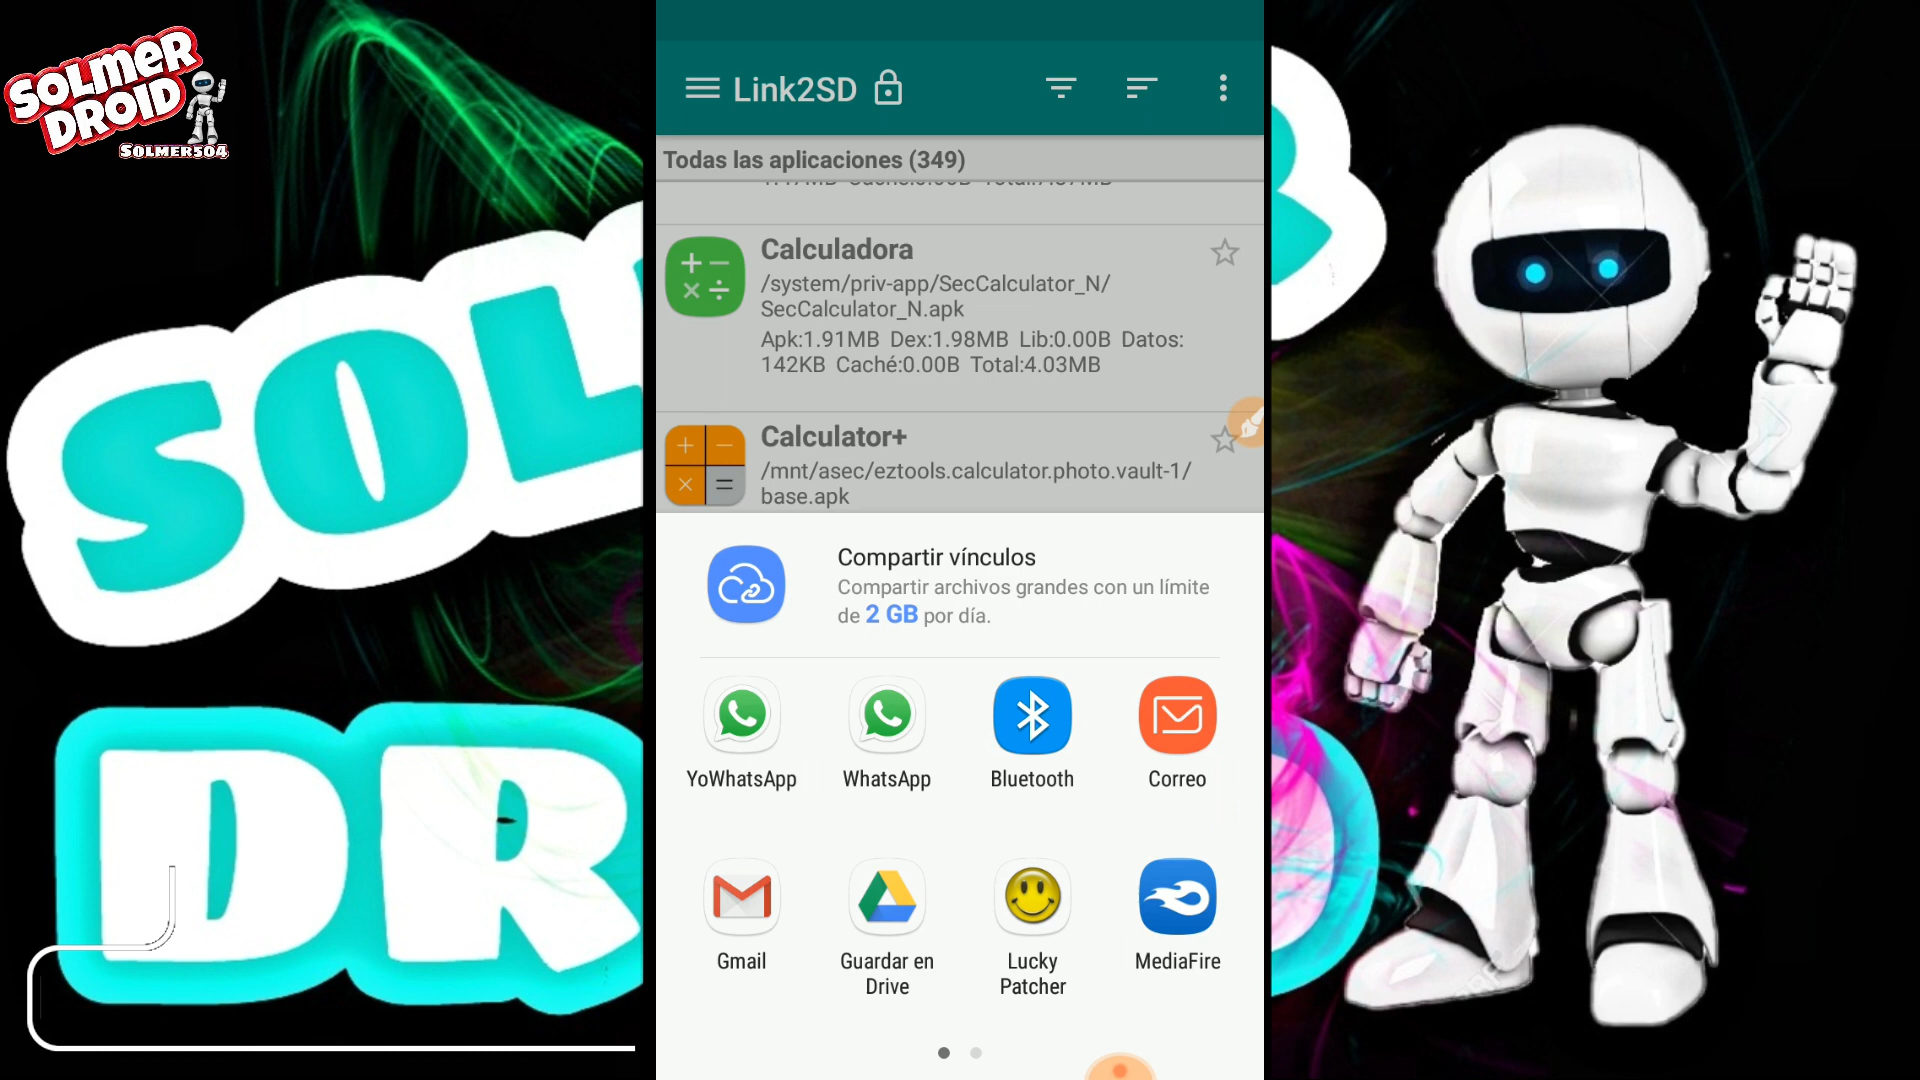 SOLMER
DROID
SOLMER504
SOL
DR
Link2SD
Todas las aplicaciones (349)
Calculadora
/system/priv-app/SecCalculator_N/
SecCalculator_N.apk
Apk:1.91MB Dex:1.98MB Lib:0.00B Datos:
142KB Caché:0.00B Total:4.03MB
Calculator+
/mnt/asec/eztools.calculator.photo.vault-1/
base.apk
Compartir vínculos
Compartir archivos grandes con un límite
de 2 GB por día.
YoWhatsApp WhatsApp Bluetooth Correo
Gmail Guardar en Lucky MediaFire
Drive Patcher